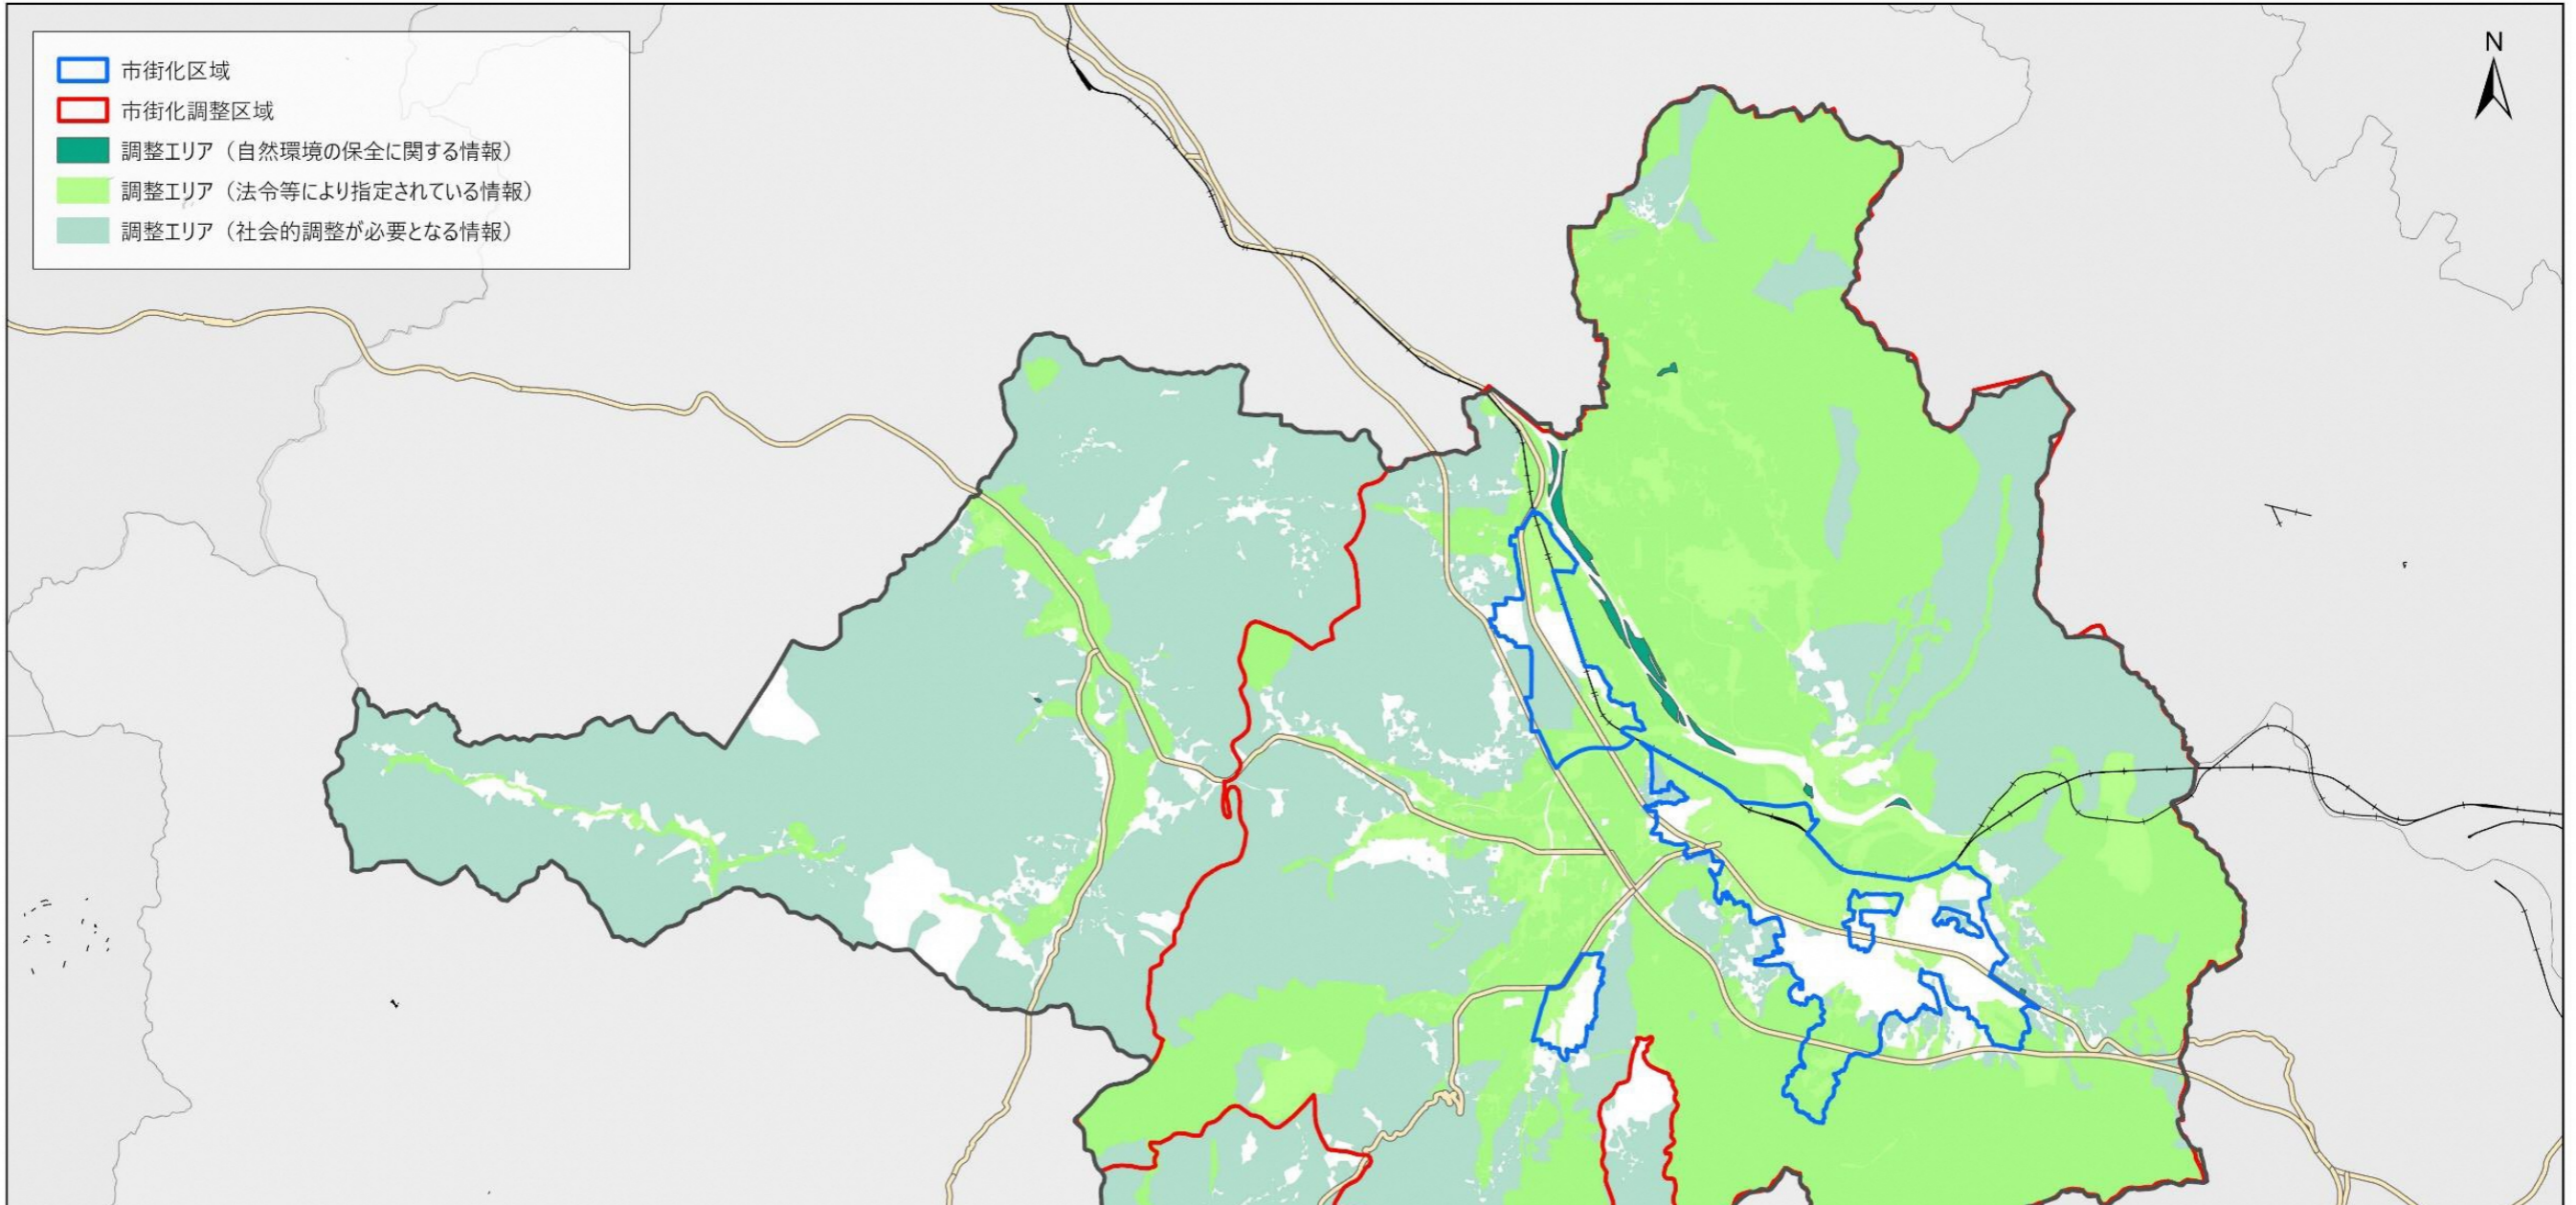 市街化区域
市街化調整区域
調整エリア（自然環境の保全に関する情報）
調整エリア（法令等により指定されている情報）
調整エリア（社会的調整が必要となる情報）
N